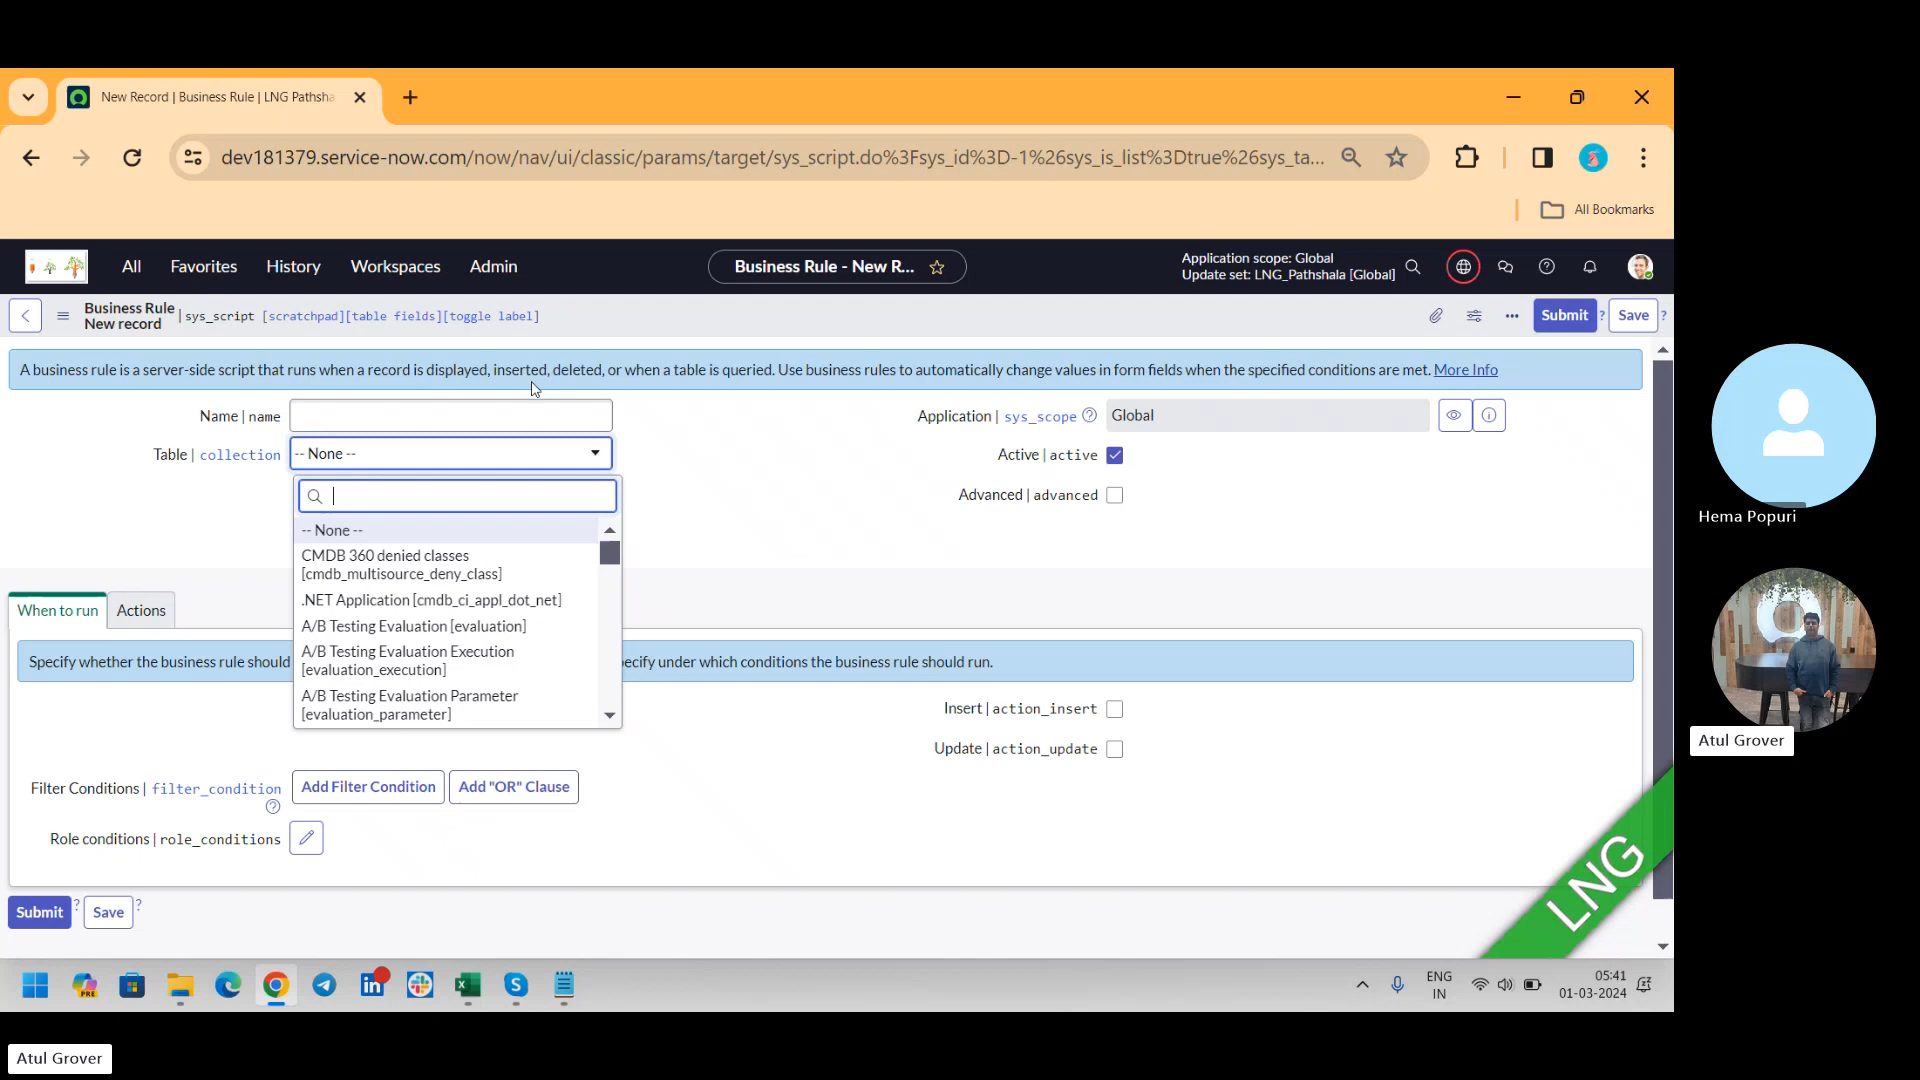 New Record | Business Rule | LNG Pathsha
dev181379.service-now.com/now/nav/ui/classic/params/target/sys_script.do%3Fsys_id%3D-1%26sys_is_list%3Dtrue%26sys_ta...
All Bookmarks
All Favorites History Workspaces Admin
Business Rule - New R...
Application scope: Global
Update set: LNG_Pathshala [Global]
Business Rule
New record
sys_script [scratchpad][table fields][toggle label]
Submit ? Save ?
A business rule is a server-side script that runs when a record is displayed, inserted, deleted, or when a table is queried. Use business rules to automatically change values in form fields when the specified conditions are met. More Info
Name | name
Application | sys_scope Global
Table | collection -- None --
Active | active
Advanced | advanced
-- None --
CMDB 360 denied classes
[cmdb_multisource_deny_class]
.NET Application [cmdb_ci_appl_dot_net]
A/B Testing Evaluation [evaluation]
A/B Testing Evaluation Execution
[evaluation_execution]
A/B Testing Evaluation Parameter
[evaluation_parameter]
When to run Actions
Specify whether the business rule should ecify under which conditions the business rule should run.
Insert | action_insert
Update | action_update
Filter Conditions | filter_condition Add Filter Condition Add "OR" Clause
Role conditions | role_conditions
Submit ? Save ?
LNG
PRE
ENG
IN
05:41
01-03-2024
Hema Popuri
Atul Grover
Atul Grover